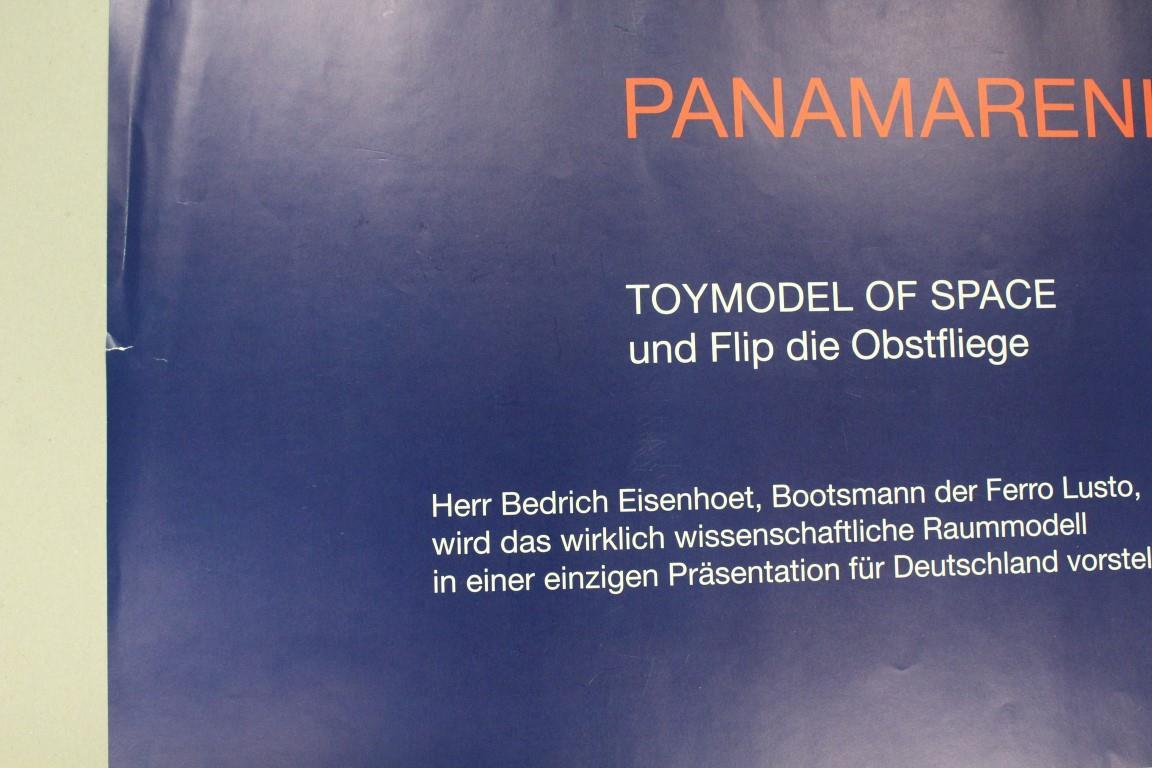 PANAMAREN
TOYMODEL OF SPACE
und Flip die Obstfliege
Herr Bedrich Eisenhoet, Bootsmann der Ferro Lusto,
wird das wirklich wissenschaftliche Raummodell
in einer einzigen Präsentation für Deutschland vorstel